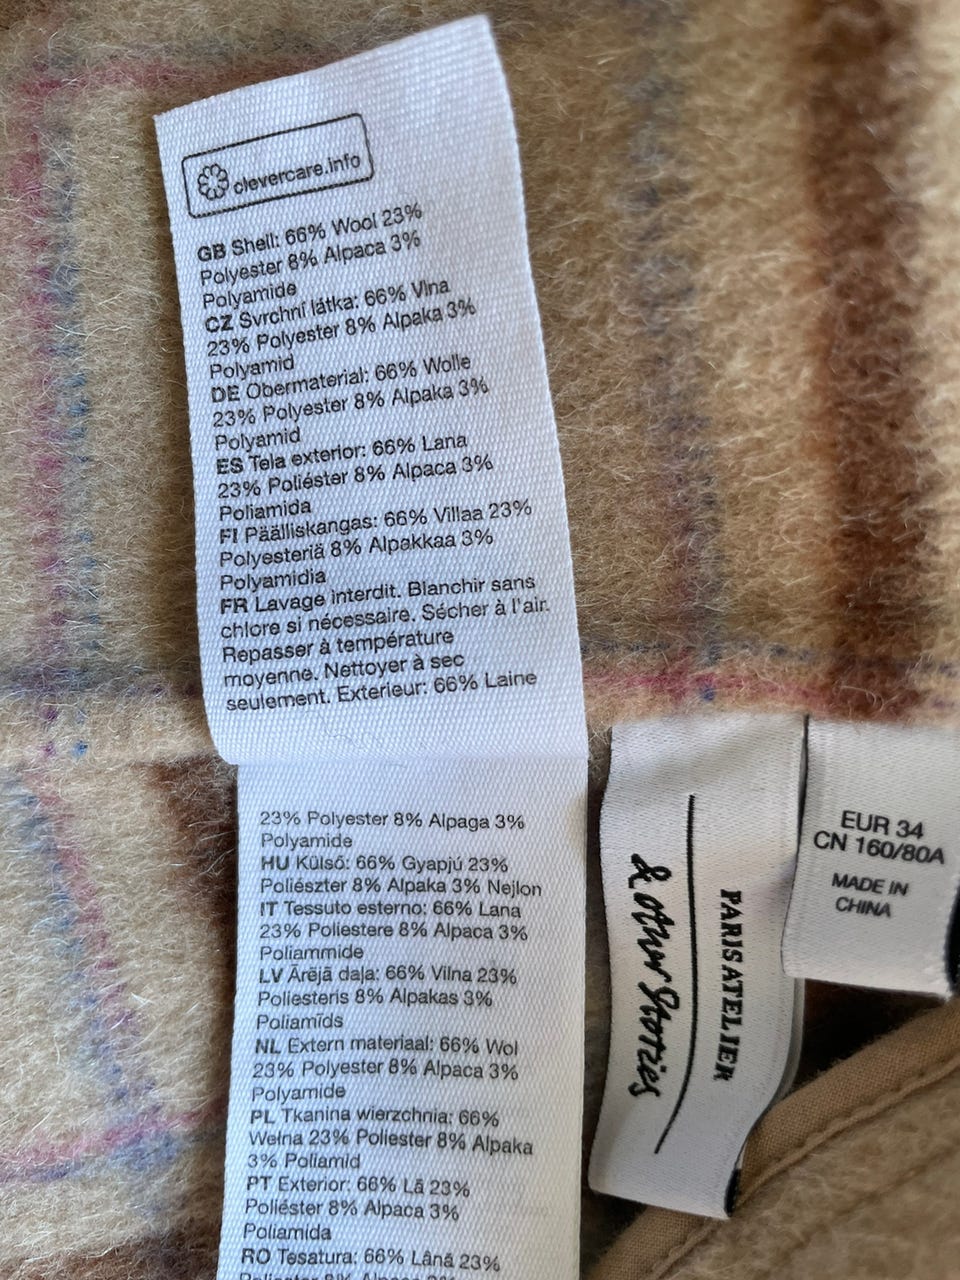 clevercare.info
GB Shell: 66% Wool 23%
Polyester 8% Alpaca 3%
Polyamide
CZ Svrchní látka: 66% Vlna
23% Polyester 8% Alpaka 3%
Polyamid
DE Obermaterial: 66% Wolle
23% Polyester 8% Alpaka 3%
Polyamid
ES Tela exterior: 66% Lana
23% Poliéster 8% Alpaca 3%
Poliamida
FI Päälliskangas: 66% Villaa 23%
Polyesteriä 8% Alpakkaa 3%
Polyamidia
FR Lavage interdit. Blanchir sans
chlore si nécessaire. Sécher à l'air.
Repasser à température
moyenne. Nettoyer à sec
seulement. Exterieur: 66% Laine
23% Polyester 8% Alpaga 3%
Polyamide
HU Külső: 66% Gyapjú 23%
Poliészter 8% Alpaka 3% Nejlon
IT Tessuto esterno: 66% Lana
23% Poliestere 8% Alpaca 3%
Poliammide
LV Ārējā daļa: 66% Vilna 23%
Poliesteris 8% Alpakas 3%
Poliamīds
NL Extern materiaal: 66% Wol
23% Polyester 8% Alpaca 3%
Polyamide
PL Tkanina wierzchnia: 66%
Wełna 23% Poliester 8% Alpaka
3% Poliamid
PT Exterior: 66% Lã 23%
Poliéster 8% Alpaca 3%
Poliamida
RO Tesatura: 66% Lână 23%
Poliester 8% Alpaca 3%
& Other Stories
PARIS ATELIER
EUR 34
CN 160/80A
MADE IN
CHINA